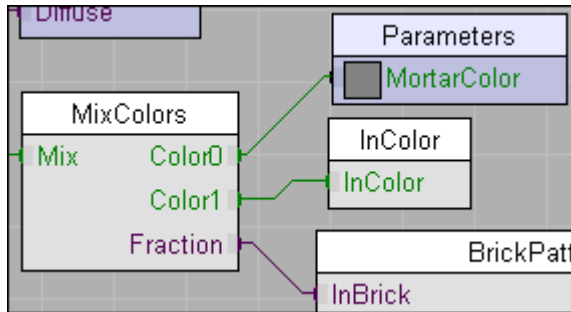 Diffuse
Parameters
MortarColor
MixColors
Mix Color0
InColor
InColor
Color1
Fraction
BrickPatt
InBrick